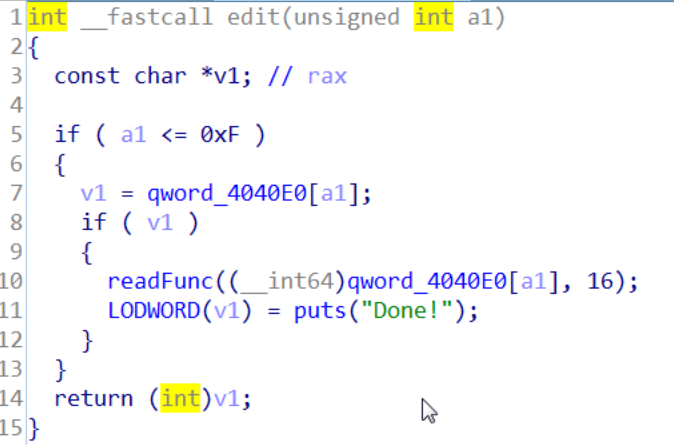 1 int __fastcall edit(unsigned int a1)
2 {
3 const char *v1; // rax
4
5 if ( a1 <= 0xF )
6 {
7 v1 = qword_4040E0[a1];
8 if ( v1 )
9 {
10 readFunc((__int64)qword_4040E0[a1], 16);
11 LODWORD(v1) = puts("Done!");
12 }
13 }
14 return (int)v1;
15 }